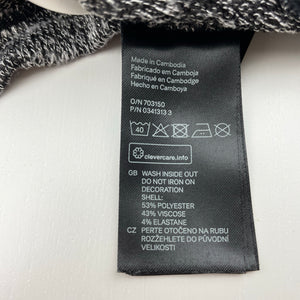 Made in Cambodia
Fabricado em Camboja
Fabriqué en Cambodge
Hecho en Camboya
O/N 703150
P/N 0341313 3
40
clevercare.info
GB WASH INSIDE OUT
DO NOT IRON ON
DECORATION
SHELL:
53% POLYESTER
43% VISCOSE
4% ELASTANE
CZ PERTE OTOČENO NA RUBU
ROZŽEHLETE DO PŮVODNÍ
VELIKOSTI